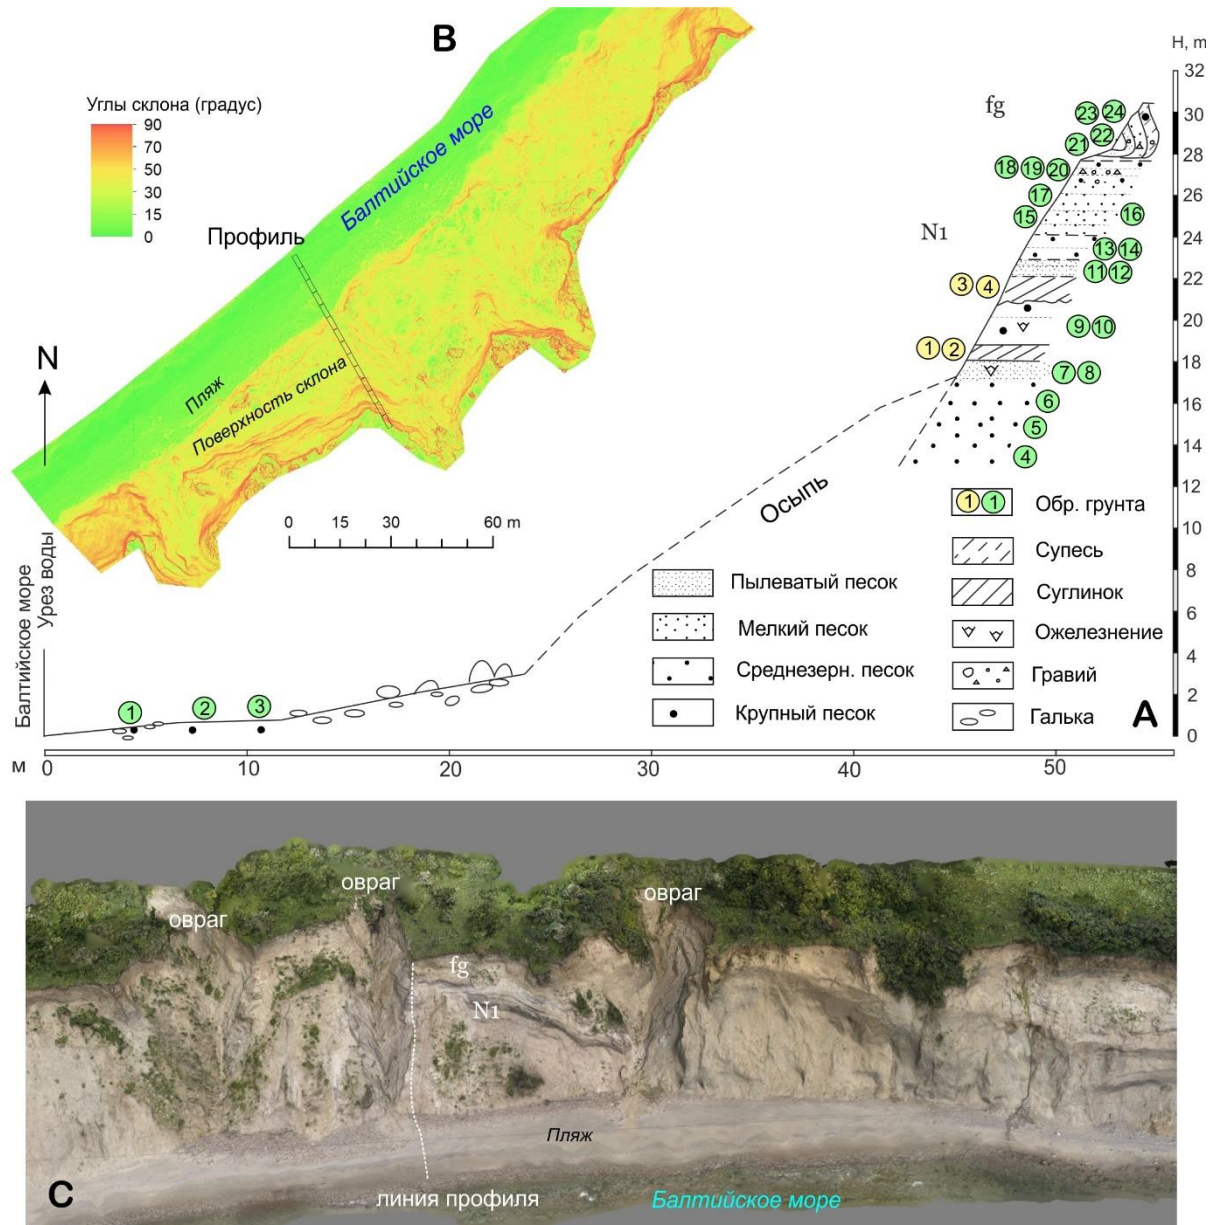 B
H, m
Углы склона (градус)
90
70
50
30
15
0
Балтийское море
Профиль
N
Пляж
Поверхность склона
0 15 30 60 m
fg
N1
32
30
28
26
24
22
20
18
16
14
12
10
8
6
4
2
0
23 24
22
21
18 19 20
17
15
16
13 14
11 12
3 4
9 10
1 2
7 8
6
5
4
Осыпь
1 1 Обр. грунта
Супесь
Суглинок
Ожелезнение
Гравий
Галька
Пылеватый песок
Мелкий песок
Среднезерн. песок
Крупный песок
A
Балтийское море
Урез воды
1 2 3
м 0 10 20 30 40 50
овраг
овраг
овраг
fg
N1
Пляж
C
линия профиля
Балтийское море